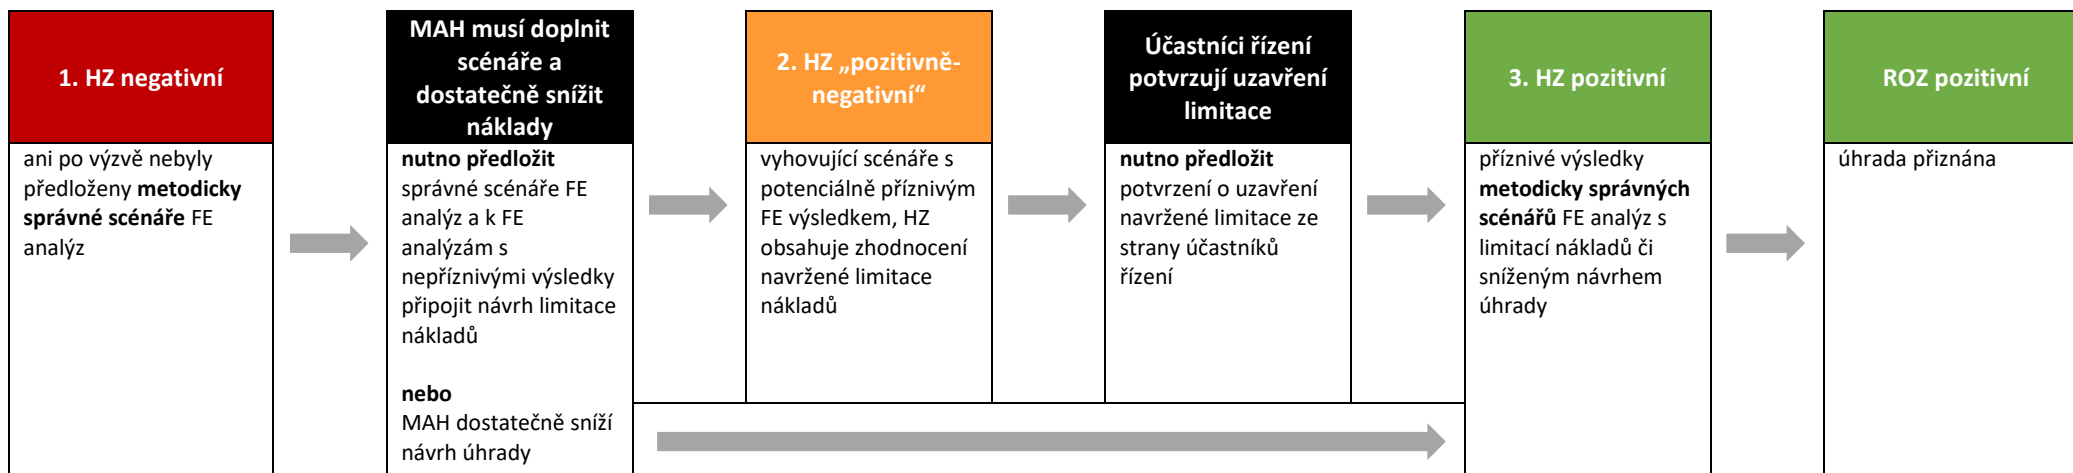 1. HZ negativní
ani po výzvě nebyly
předloženy metodicky
správné scénáře FE
analýz
MAH musí doplnit
scénáře a
dostatečně snížit
náklady
nutno předložit
správné scénáře FE
analýz a k FE
analýzám s
nepříznivými výsledky
připojit návrh limitace
nákladů
nebo
MAH dostatečně sníží
návrh úhrady
2. HZ „pozitivně-
negativní“
vyhovující scénáře s
potenciálně příznivým
FE výsledkem, HZ
obsahuje zhodnocení
navržené limitace
nákladů
Účastníci řízení
potvrzují uzavření
limitace
nutno předložit
potvrzení o uzavření
navržené limitace ze
strany účastníků
řízení
3. HZ pozitivní
příznivé výsledky
metodicky správných
scénářů FE analýz s
limitací nákladů či
sníženým návrhem
úhrady
ROZ pozitivní
úhrada přiznána